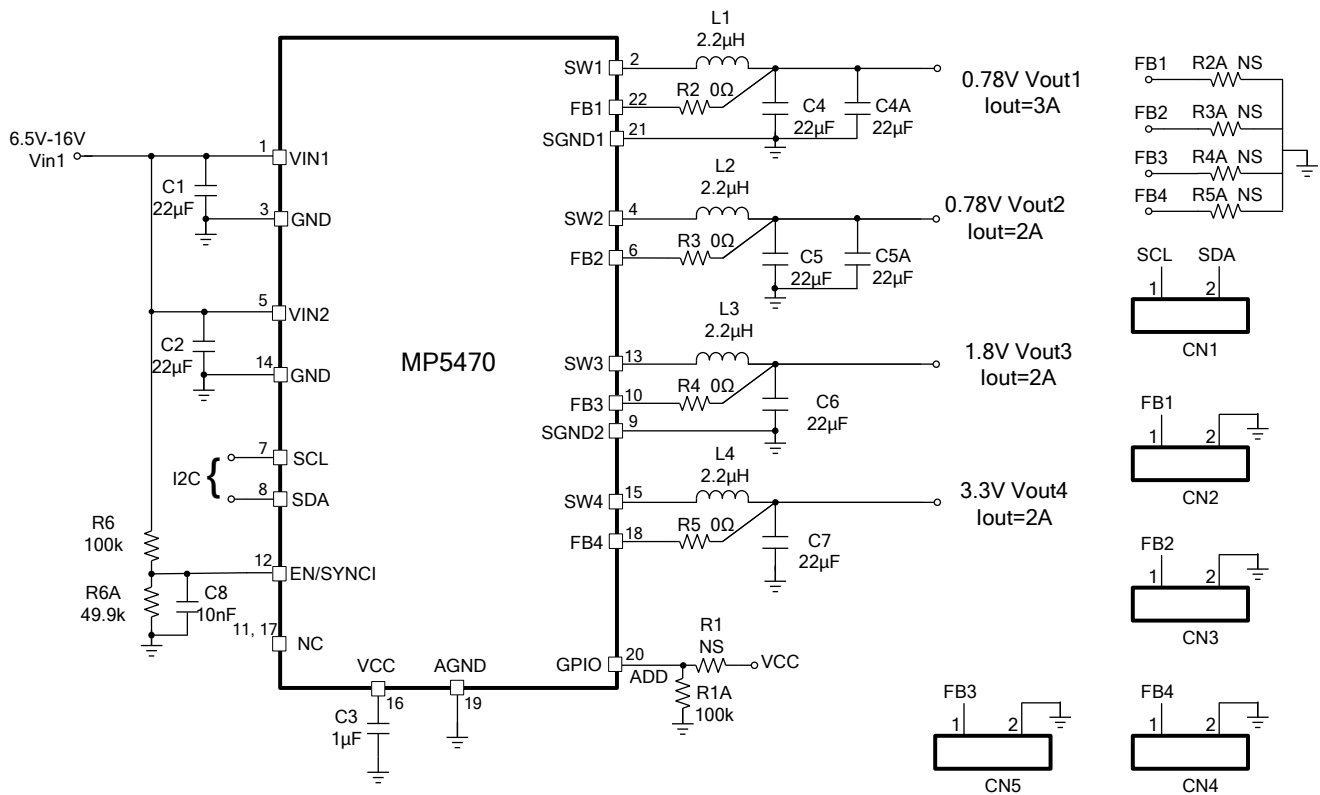 6.5V-16V
Vin1
1
VIN1
C1
22µF
3
GND
5
VIN2
C2
22µF
14
GND
I2C
{
7
SCL
8
SDA
R6
100k
12
EN/SYNCI
R6A
49.9k
C8
10nF
11, 17
NC
MP5470
VCC
16
C3
1µF
AGND
19
L1
2.2µH
SW1
2
R2 0Ω
FB1
22
SGND1
21
C4
22µF
C4A
22µF
0.78V Vout1
Iout=3A
L2
2.2µH
SW2
4
R3 0Ω
FB2
6
C5
22µF
C5A
22µF
0.78V Vout2
Iout=2A
L3
2.2µH
SW3
13
R4 0Ω
FB3
10
SGND2
9
C6
22µF
1.8V Vout3
Iout=2A
L4
2.2µH
SW4
15
R5 0Ω
FB4
18
C7
22µF
3.3V Vout4
Iout=2A
GPIO
20
ADD
R1
NS
VCC
R1A
100k
FB1 R2A NS
FB2 R3A NS
FB3 R4A NS
FB4 R5A NS
SCL SDA
1 2
CN1
FB1
1 2
CN2
FB2
1 2
CN3
FB3
1 2
CN5
FB4
1 2
CN4